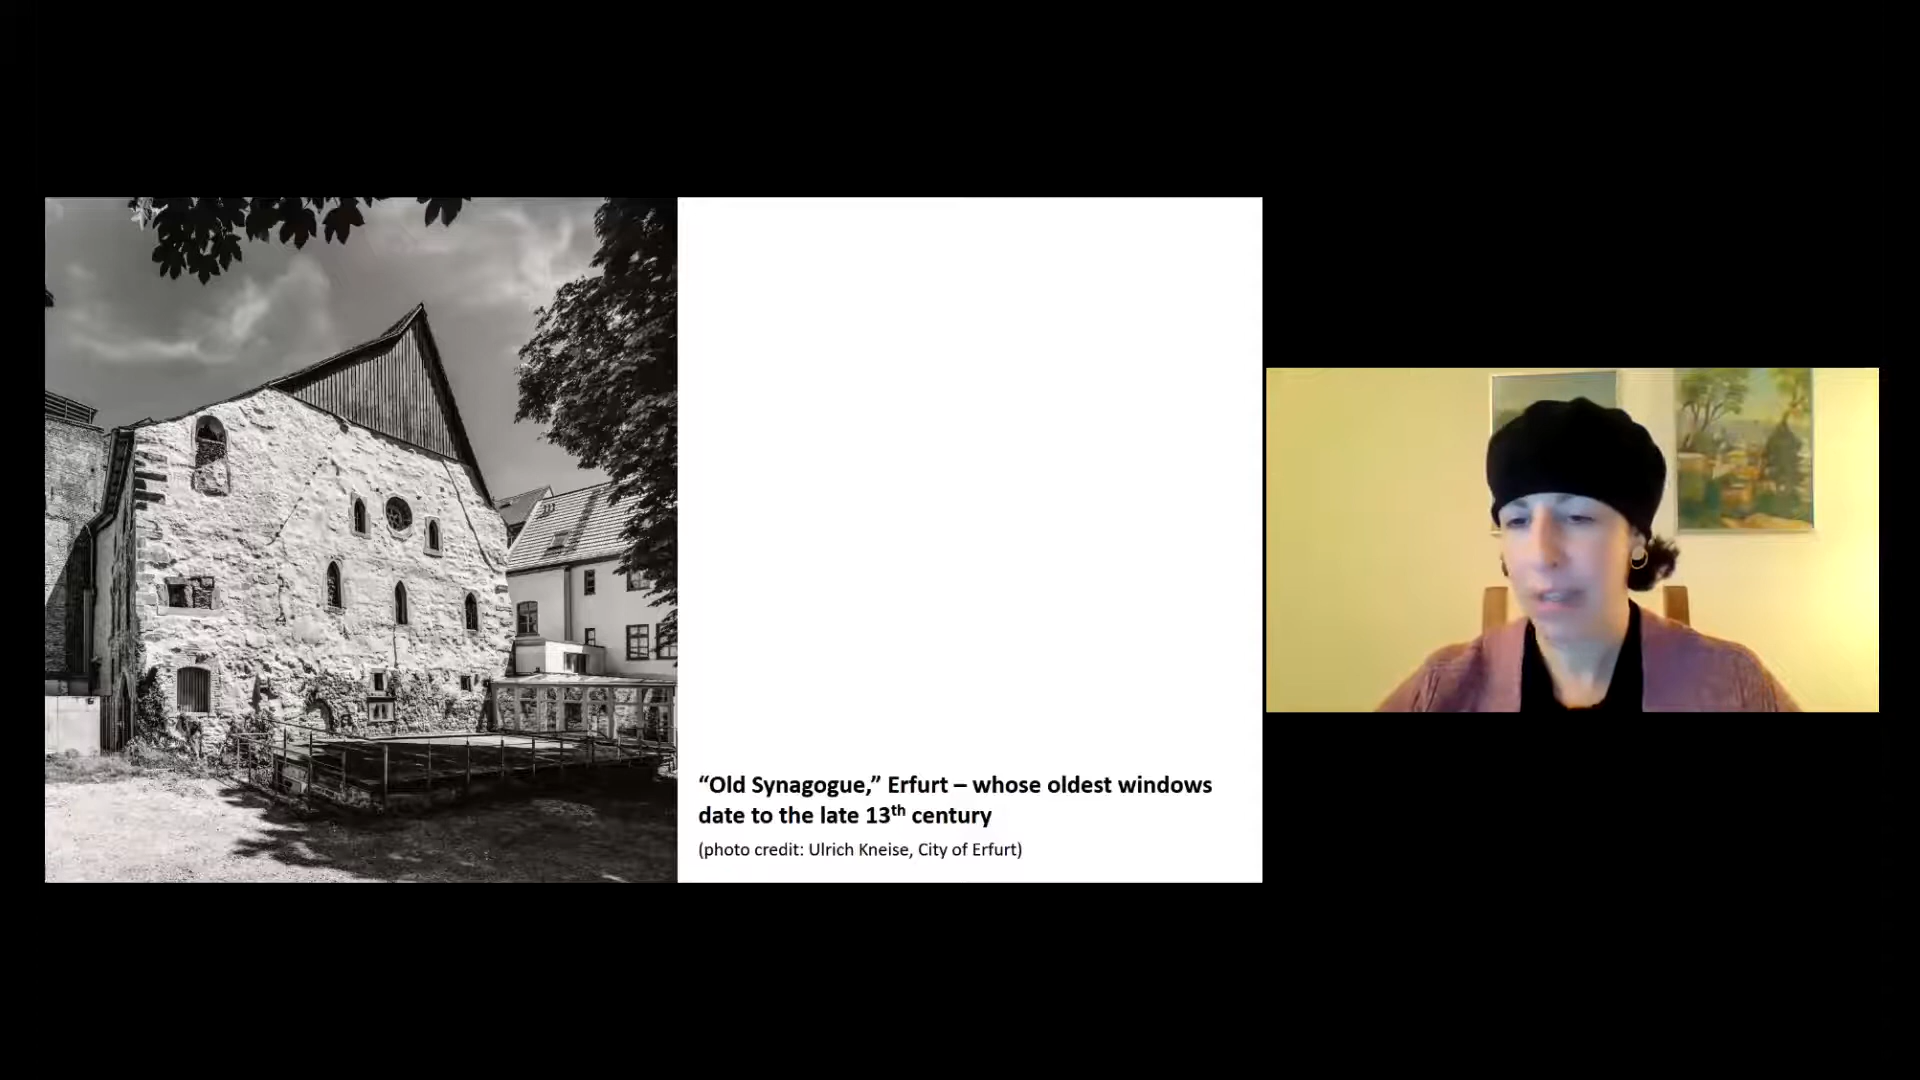 “Old Synagogue,” Erfurt – whose oldest windows
date to the late 13th century
(photo credit: Ulrich Kneise, City of Erfurt)